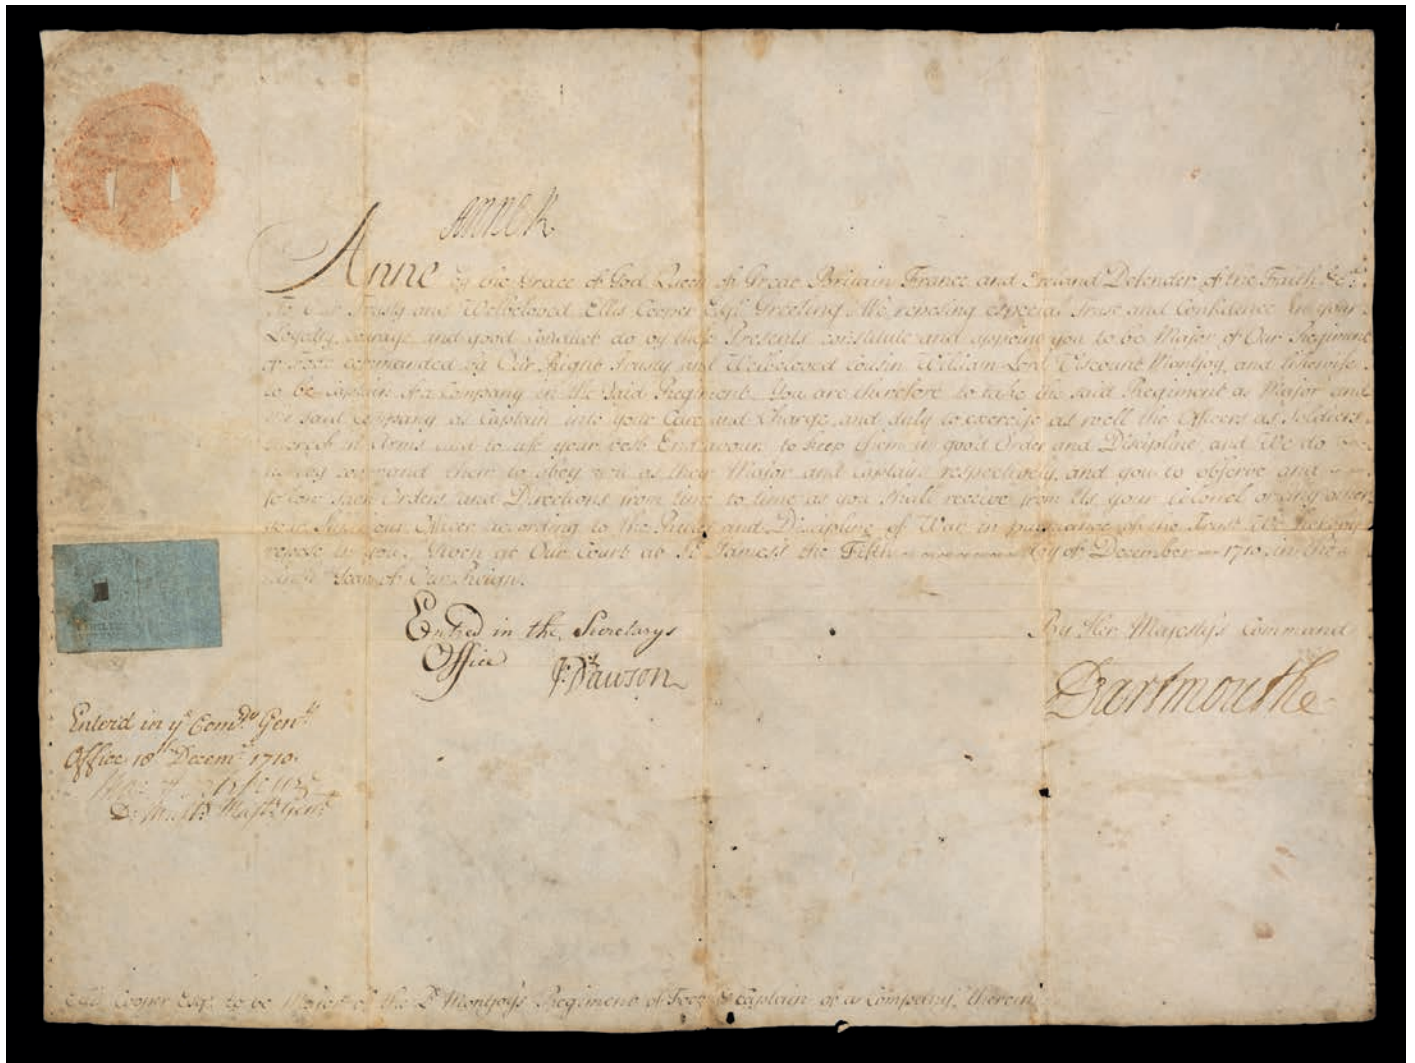 Anne R
Anne by the Grace of God Queen of Great Britain France and Ireland Defender of the Faith &c.
To Our Trusty and Welbeloved Ellis Cooper Esqr. Greeting. We reposing especial Trust and Confidence in your
Loyalty, Courage and good Conduct do by these Presents constitute and appoint you to be Major of Our Regiment
of Foot commanded by Our Right Trusty and Welbeloved Cousin William Lord Viscount Montjoy, and likewise
to be Captain of a Company in the said Regiment. You are therefore to take the said Regiment as Major and
the said Company as Captain into your Care and Charge, and duly to exercise as well the Officers as Soldiers
thereof in Arms and to use your best Endeavours to keep them in good Order and Discipline and We do
hereby command them to obey you as their Major and Captain respectively, and you to observe and
follow such Orders and Directions from time to time as you shall receive from Us, your Colonel or any other
your Superiour Officer according to the Rules and Discipline of War in pursuance of the Trust We hereby
repose in you. Given at Our Court at St. James's the Fifth day of December 1710. in the
Year of Our Reign.
Entred in the Secretarys
Office
J: Dawson
By Her Majesty's Command
Dartmouthe
Enterd in ye Comry Genlls
Office 18th Decemr 1710.
Dy Mustr Mastr Genl
Ellis Cooper Esqr. to be Major of the Ld Montjoy's Regiment of Foot & Captain of a Company therein